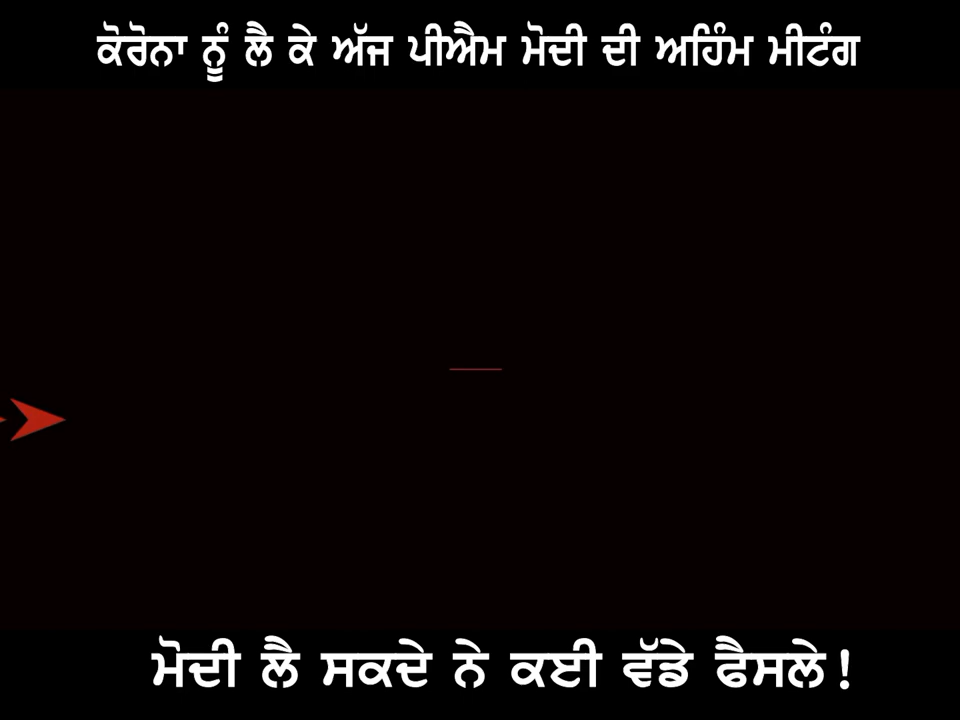 ਕੋਰੋਨਾ ਨੂੰ ਲੈ ਕੇ ਅੱਜ ਪੀਐਮ ਮੋਦੀ ਦੀ ਅਹਿੰਮ ਮੀਟੰਗ
ਮੋਦੀ ਲੈ ਸਕਦੇ ਨੇ ਕਈ ਵੱਡੇ ਫੈਸਲੇ!